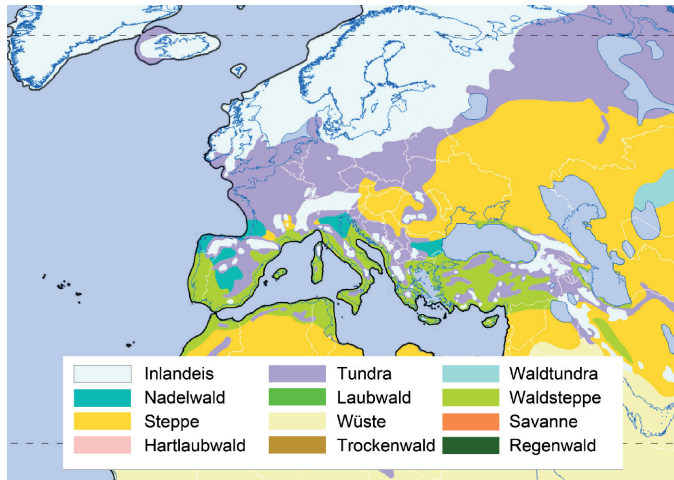 Inlandeis Tundra Waldtundra
Nadelwald Laubwald Waldsteppe
Steppe Wüste Savanne
Hartlaubwald Trockenwald Regenwald